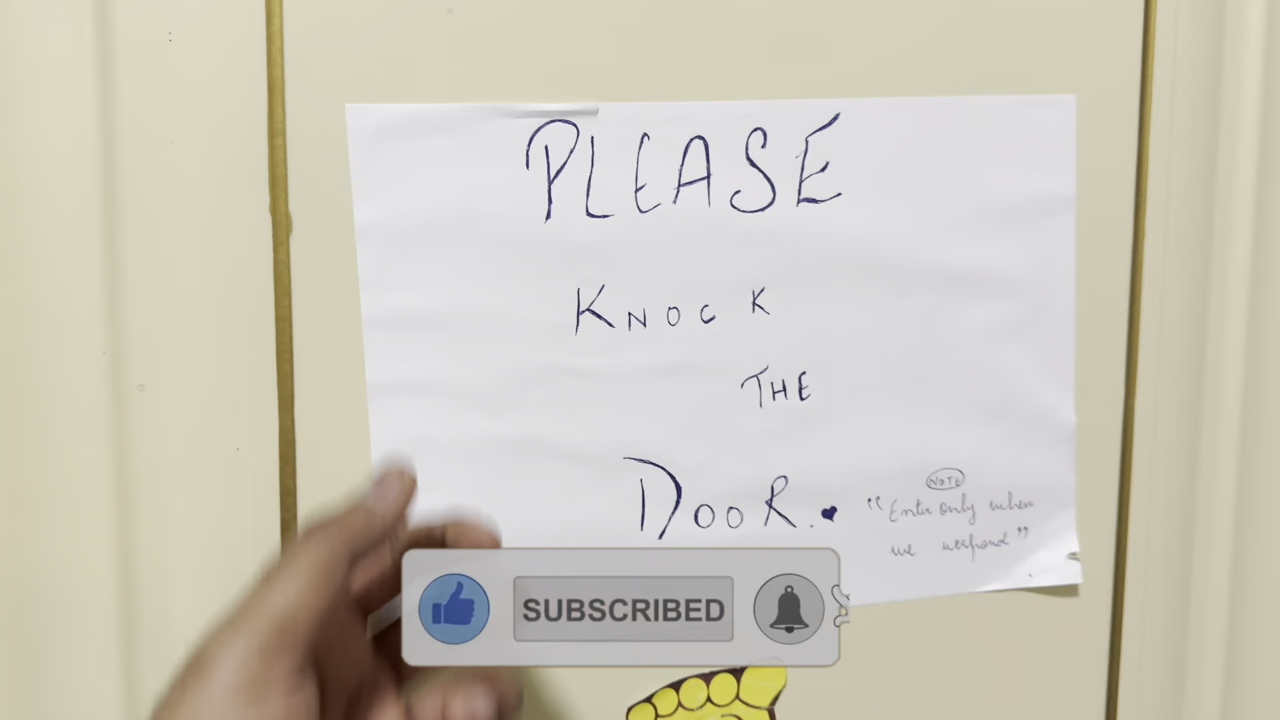 PLEASE
KNOCK
THE
DOOR.
NOTE
"Enter only when
we respond"
SUBSCRIBED